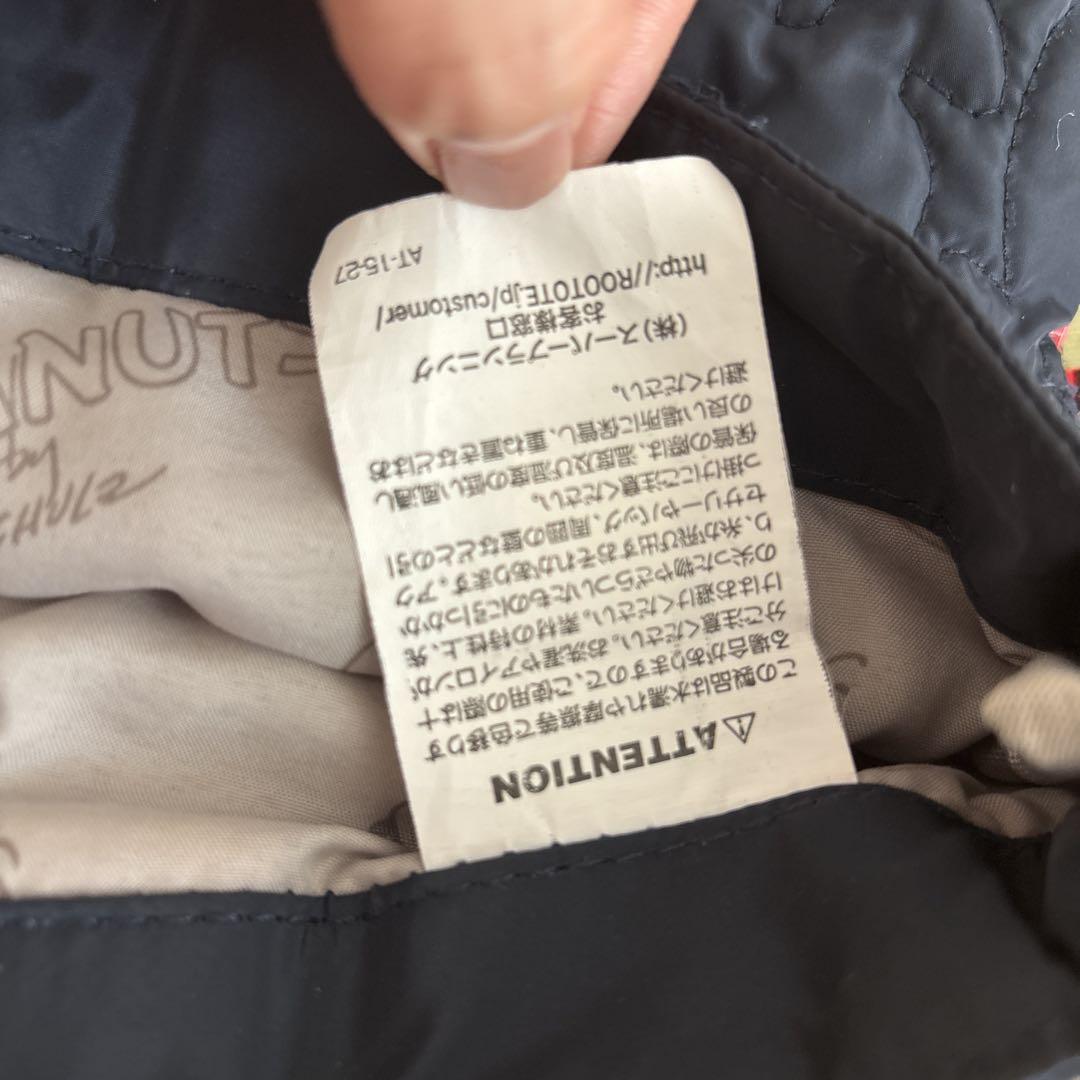 ⚠ATTENTION
この製品は水濡れや摩擦等で色移りす
る場合がありますので、ご使用の際は十
分ご注意ください。お洗濯やアイロンが
けはお避けください。素材の特性上、先
の尖った物やざらついたものに引っかか
り、糸が飛び出すおそれがあります。アク
セサリーやバッグ、周囲の壁などとの引
っ掛けにご注意ください。
保管の際は、温度及び湿度の低い風通し
の良い場所に保管し、重ね置きなどはお
避けください。
(株)スーパープランニング
お客様窓口
http://ROOTOTE.jp/customer/
AT-15-27